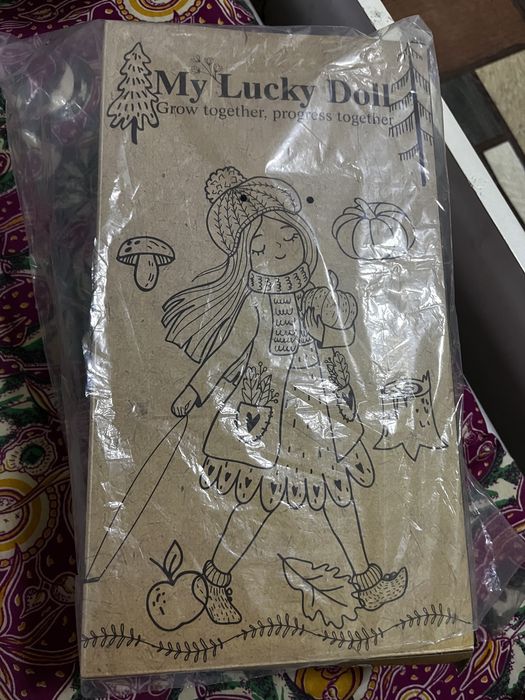 My Lucky Doll
Grow together, progress together